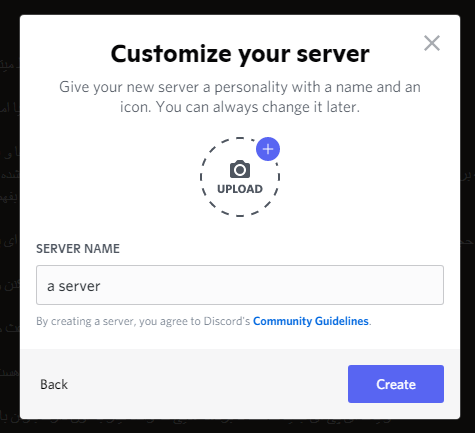 Customize your server
Give your new server a personality with a name and an
icon. You can always change it later.
UPLOAD
SERVER NAME
a server
By creating a server, you agree to Discord's Community Guidelines.
Back
Create